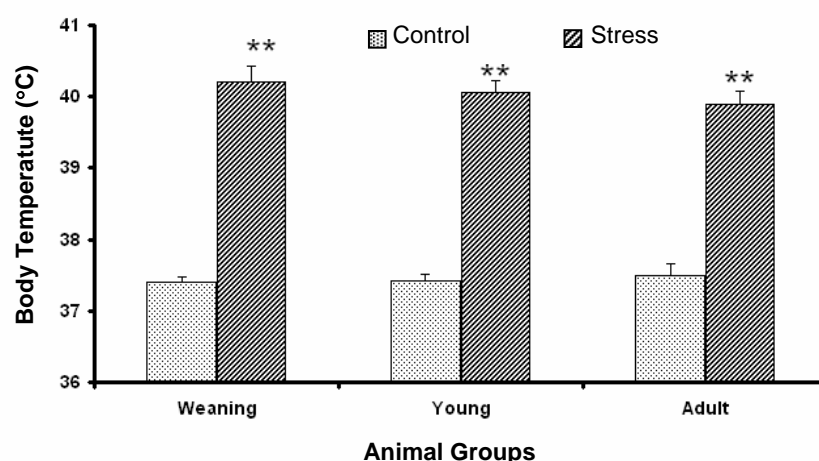 41
40
39
38
37
36
Body Temperatute (°C)
Control
Stress
**
**
**
Weaning
Young
Adult
Animal Groups